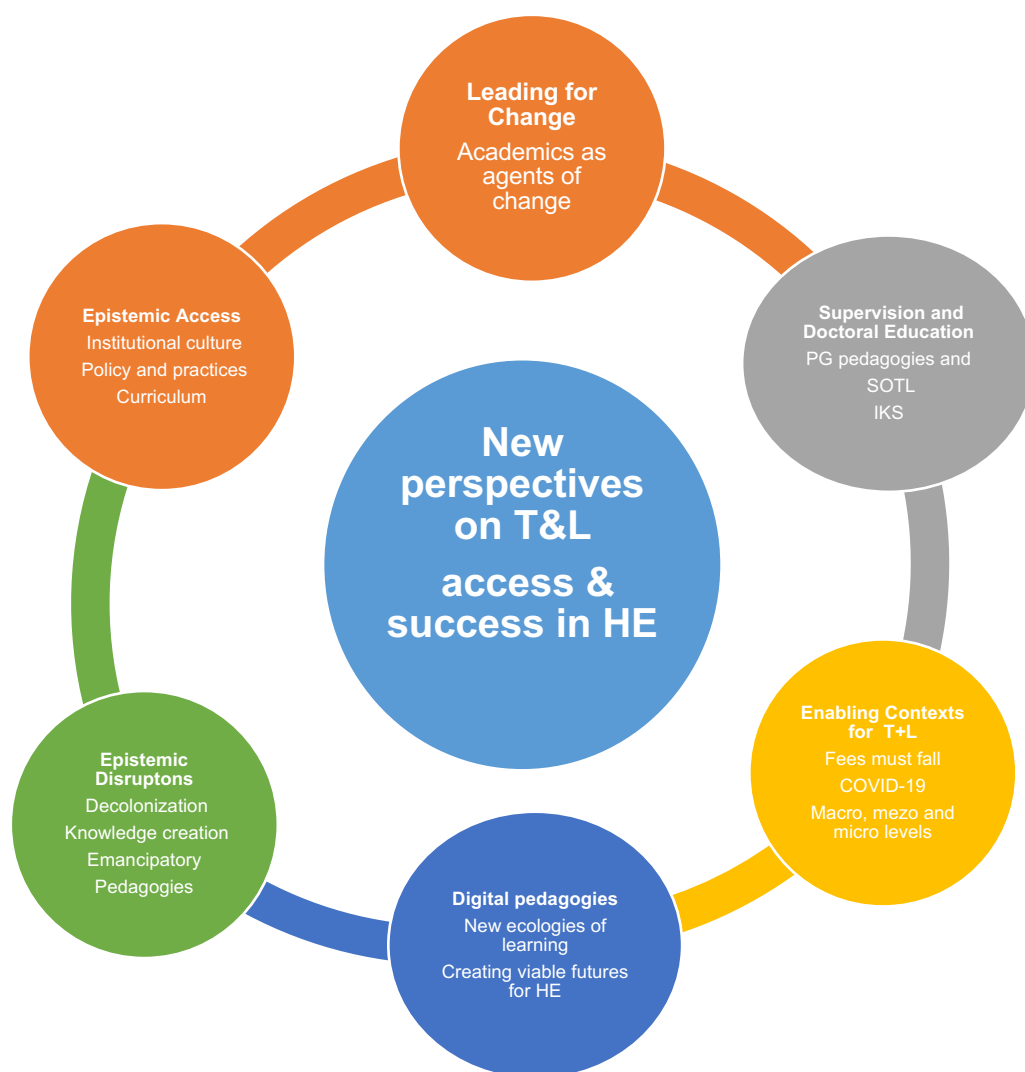 Leading for
Change
Academics as
agents of
change
Supervision and
Doctoral Education
PG pedagogies and
SOTL
IKS
Enabling Contexts
for T+L
Fees must fall
COVID-19
Macro, mezo and
micro levels
Digital pedagogies
New ecologies of
learning
Creating viable futures
for HE
Epistemic
Disruptons
Decolonization
Knowledge creation
Emancipatory
Pedagogies
Epistemic Access
Institutional culture
Policy and practices
Curriculum
New
perspectives
on T&L
access &
success in HE